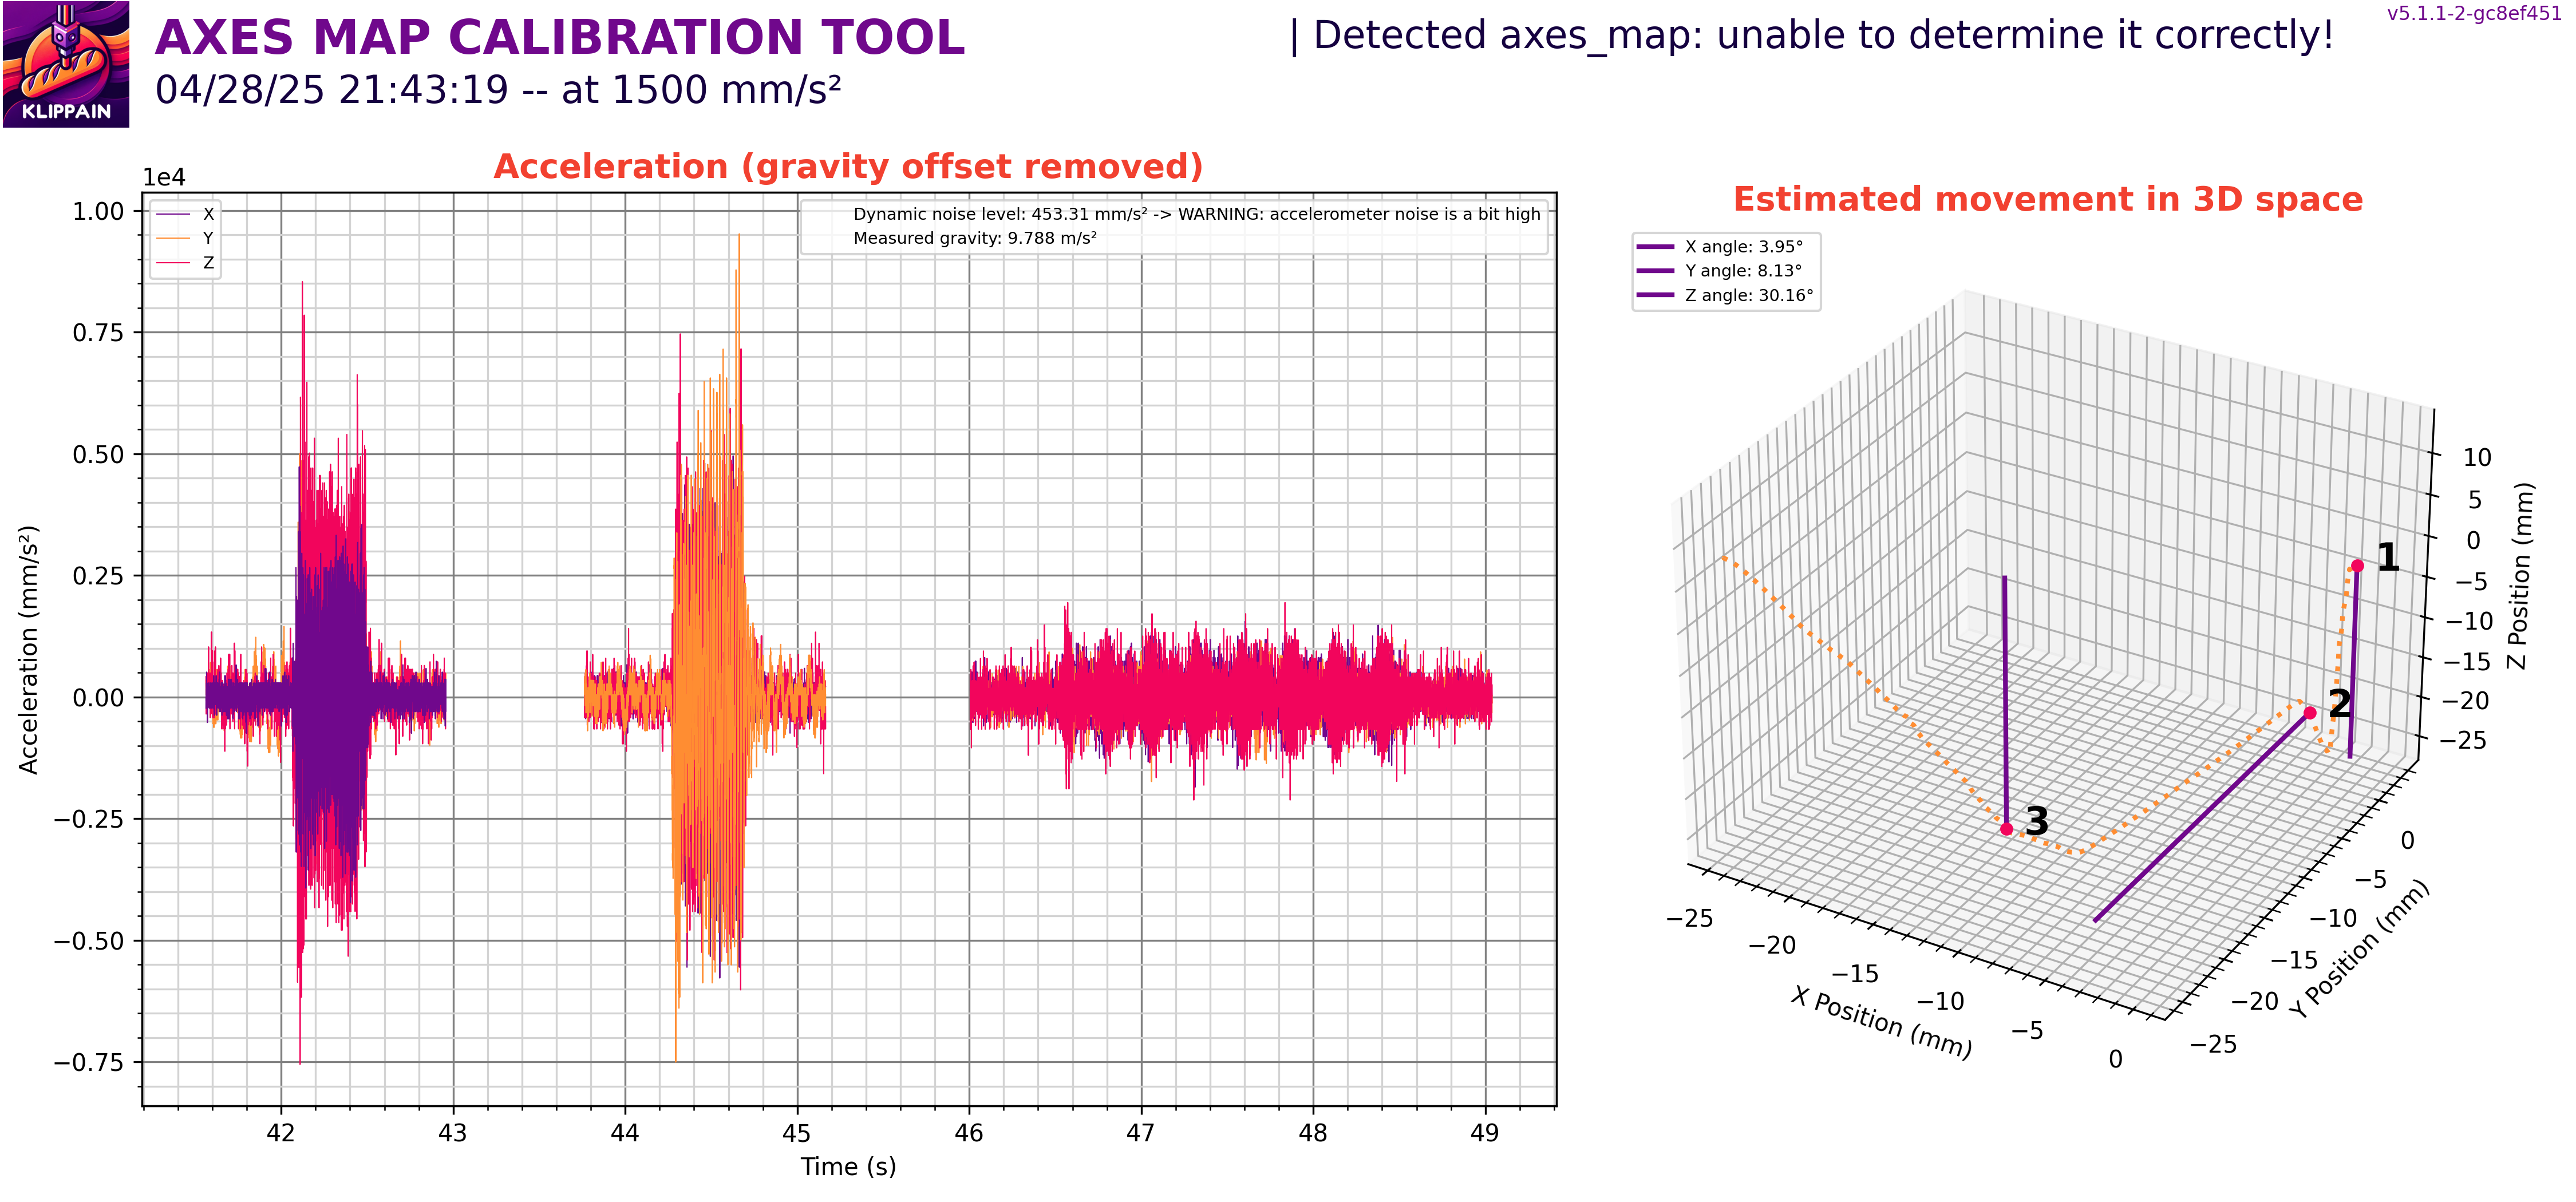 AXES MAP CALIBRATION TOOL
| Detected axes_map: unable to determine it correctly!
v5.1.1-2-gc8ef451
04/28/25 21:43:19 -- at 1500 mm/s²
KLIPPAIN
Acceleration (gravity offset removed)
1e4
X
Y
Z
Dynamic noise level: 453.31 mm/s² -> WARNING: accelerometer noise is a bit high
Measured gravity: 9.788 m/s²
1.00
0.75
0.50
0.25
0.00
−0.25
−0.50
−0.75
Acceleration (mm/s²)
42
43
44
45
46
47
48
49
Time (s)
Estimated movement in 3D space
X angle: 3.95°
Y angle: 8.13°
Z angle: 30.16°
1
2
3
10
5
0
−5
−10
−15
−20
−25
Z Position (mm)
0
−5
−10
−15
−20
−25
Y Position (mm)
−25
−20
−15
−10
−5
0
X Position (mm)